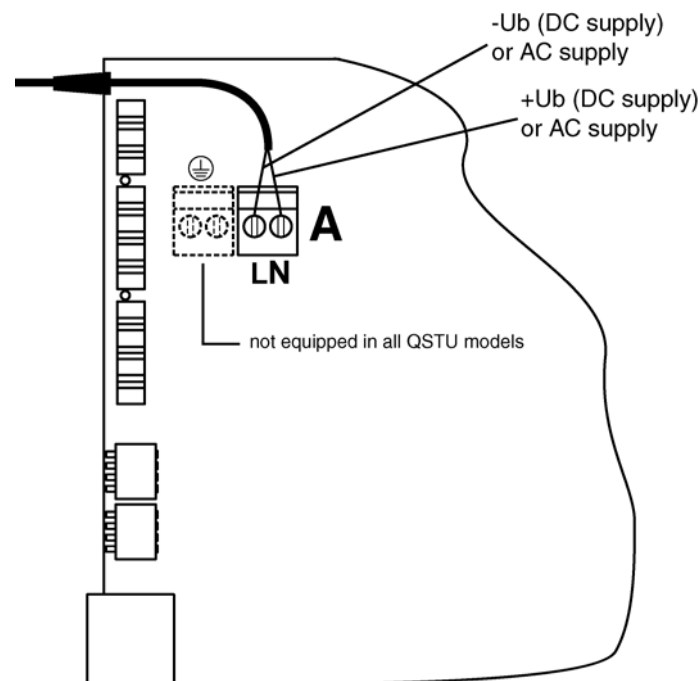 -Ub (DC supply)
or AC supply
+Ub (DC supply)
or AC supply
A
LN
not equipped in all QSTU models